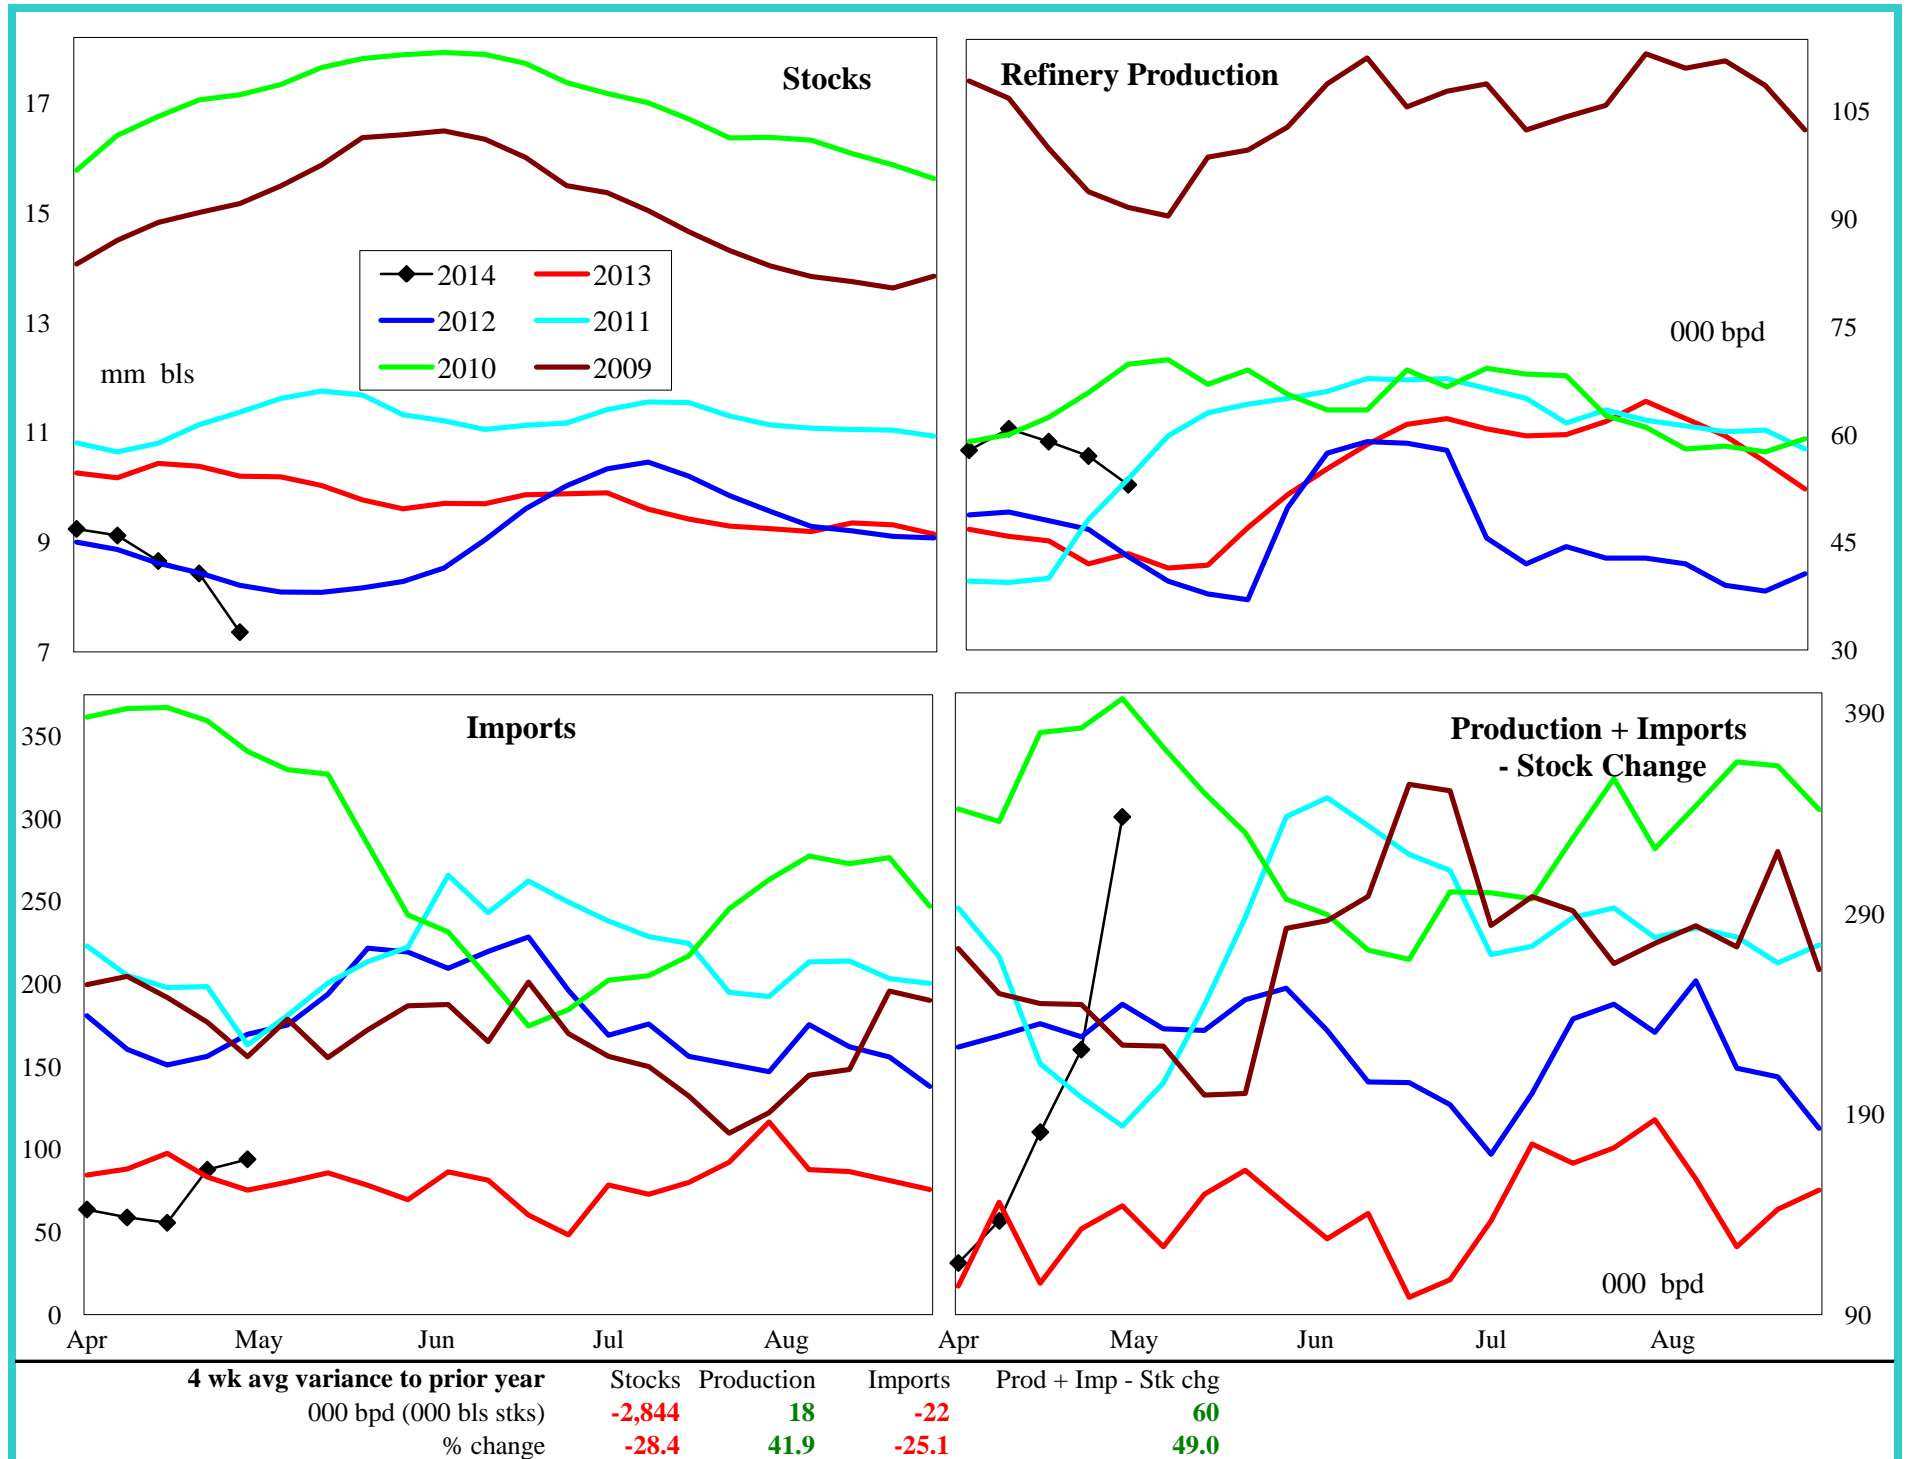 Stocks
17
15
13
11
9
7
mm bls
2014 2013
2012 2011
2010 2009
Refinery Production
105
90
75
60
45
30
000 bpd
Imports
350
300
250
200
150
100
50
0
Apr May Jun Jul Aug
Production + Imports
- Stock Change
390
290
190
90
000 bpd
Apr May Jun Jul Aug
4 wk avg variance to prior year Stocks Production Imports Prod + Imp - Stk chg
000 bpd (000 bls stks) -2,844 18 -22 60
% change -28.4 41.9 -25.1 49.0